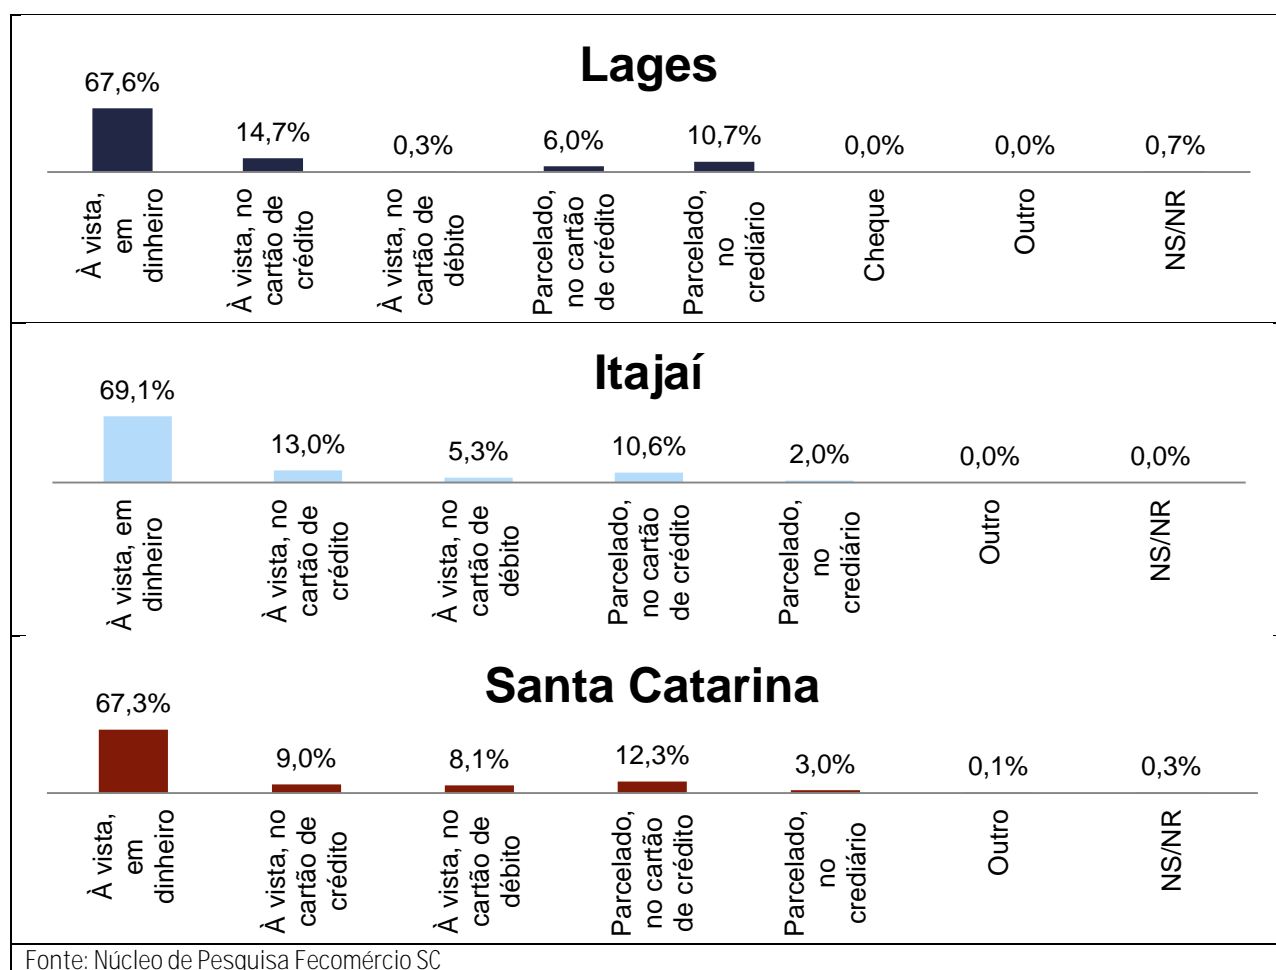 Lages
67,6%
14,7%
0,3%
6,0%
10,7%
0,0%
0,0%
0,7%
À vista,
em
dinheiro
À vista, no
cartão de
crédito
À vista, no
cartão de
débito
Parcelado,
no cartão
de crédito
Parcelado,
no
crediário
Cheque
Outro
NS/NR
Itajaí
69,1%
13,0%
5,3%
10,6%
2,0%
0,0%
0,0%
À vista, em
dinheiro
À vista, no
cartão de
crédito
À vista, no
cartão de
débito
Parcelado,
no cartão
de crédito
Parcelado,
no
crediário
Outro
NS/NR
Santa Catarina
67,3%
9,0%
8,1%
12,3%
3,0%
0,1%
0,3%
À vista,
em
dinheiro
À vista, no
cartão de
crédito
À vista, no
cartão de
débito
Parcelado,
no cartão
de crédito
Parcelado,
no
crediário
Outro
NS/NR
Fonte: Núcleo de Pesquisa Fecomércio SC